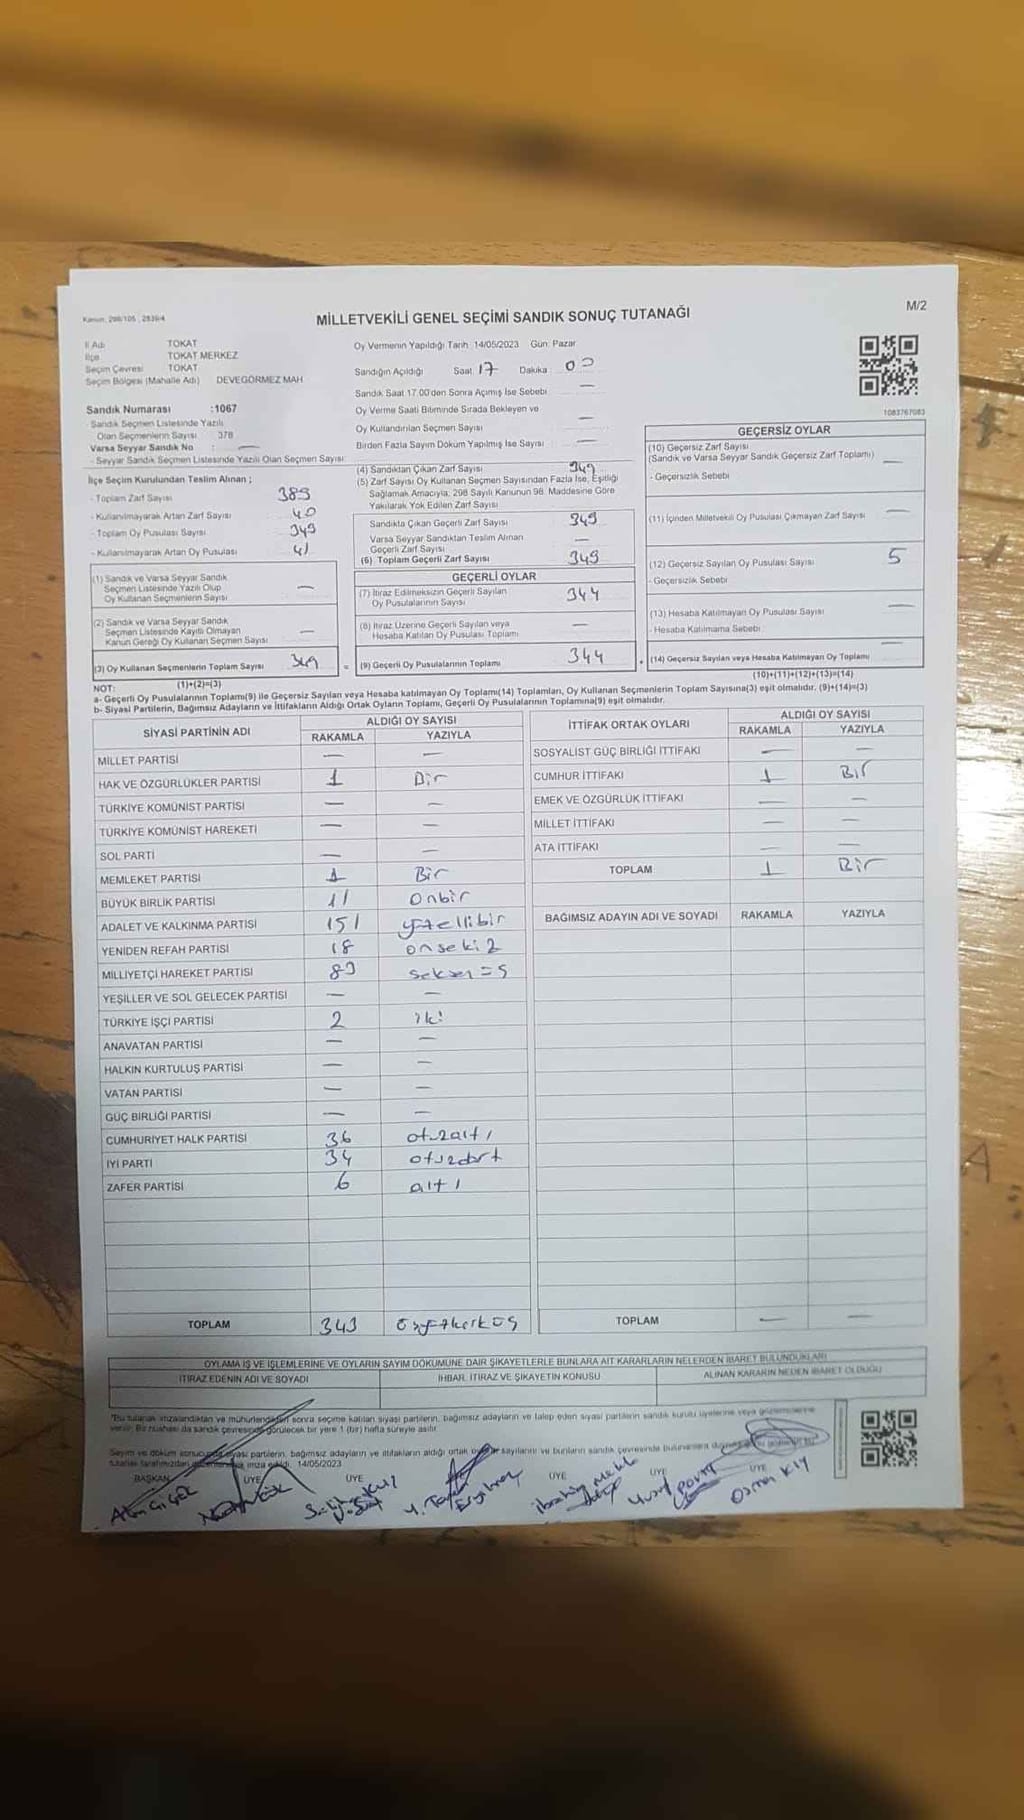 Kanun: 298/105 , 2839/4
MİLLETVEKİLİ GENEL SEÇİMİ SANDIK SONUÇ TUTANAĞI
M/2
İl Adı TOKAT
İlçe TOKAT MERKEZ
Seçim Çevresi TOKAT
Seçim Bölgesi (Mahalle Adı) DEVEGÖRMEZ MAH
Sandık Numarası :1067
- Sandık Seçmen Listesinde Yazılı
Olan Seçmenlerin Sayısı 378
Varsa Seyyar Sandık No : —
- Seyyar Sandık Seçmen Listesinde Yazılı Olan Seçmen Sayısı:
İlçe Seçim Kurulundan Teslim Alınan ;
- Toplam Zarf Sayısı 389
- Kullanılmayarak Artan Zarf Sayısı 40
- Toplam Oy Pusulası Sayısı
- Kullanılmayarak Artan Oy Pusulası 41
(1) Sandık ve Varsa Seyyar Sandık
Seçmen Listesinde Yazılı Olup
Oy Kullanan Seçmenlerin Sayısı —
(2) Sandık ve Varsa Seyyar Sandık
Seçmen Listesinde Kayıtlı Olmayan
Kanun Gereği Oy Kullanan Seçmen Sayısı —
(3) Oy Kullanan Seçmenlerin Toplam Sayısı 349
(1)+(2)=(3)
Oy Vermenin Yapıldığı Tarih :14/05/2023 Gün: Pazar
Sandığın Açıldığı Saat 17 Dakika 00
Sandık Saat 17.00'den Sonra Açılmış İse Sebebi —
Oy Verme Saati Bitiminde Sırada Bekleyen ve
Oy Kullandırılan Seçmen Sayısı —
Birden Fazla Sayım Döküm Yapılmış İse Sayısı —
(4) Sandıktan Çıkan Zarf Sayısı 349
(5) Zarf Sayısı Oy Kullanan Seçmen Sayısından Fazla İse, Eşitliği
Sağlamak Amacıyla, 298 Sayılı Kanunun 98. Maddesine Göre
Yakılarak Yok Edilen Zarf Sayısı
Sandıkta Çıkan Geçerli Zarf Sayısı 349
Varsa Seyyar Sandıktan Teslim Alınan
Geçerli Zarf Sayısı —
(6) Toplam Geçerli Zarf Sayısı 349
GEÇERLİ OYLAR
(7) İtiraz Edilmeksizin Geçerli Sayılan
Oy Pusulalarının Sayısı 344
(8) İtiraz Üzerine Geçerli Sayılan veya
Hesaba Katılan Oy Pusulası Toplamı —
= (9) Geçerli Oy Pusulalarının Toplamı 344
1083767083
GEÇERSİZ OYLAR
(10) Geçersiz Zarf Sayısı
(Sandık ve Varsa Seyyar Sandık Geçersiz Zarf Toplamı) —
- Geçersizlik Sebebi
(11) İçinden Milletvekili Oy Pusulası Çıkmayan Zarf Sayısı —
(12) Geçersiz Sayılan Oy Pusulası Sayısı 5
- Geçersizlik Sebebi
(13) Hesaba Katılmayan Oy Pusulası Sayısı —
- Hesaba Katılmama Sebebi
+ (14) Geçersiz Sayılan veya Hesaba Katılmayan Oy Toplamı —
(10)+(11)+(12)+(13)=(14)
NOT:
a- Geçerli Oy Pusulalarının Toplamı(9) ile Geçersiz Sayılan veya Hesaba katılmayan Oy Toplamı(14) Toplamları, Oy Kullanan Seçmenlerin Toplam Sayısına(3) eşit olmalıdır. (9)+(14)=(3)
b- Siyasi Partilerin, Bağımsız Adayların ve İttifakların Aldığı Ortak Oyların Toplamı, Geçerli Oy Pusulalarının Toplamına(9) eşit olmalıdır.
SİYASİ PARTİNİN ADI ALDIĞI OY SAYISI
RAKAMLA YAZIYLA
MİLLET PARTİSİ — —
HAK VE ÖZGÜRLÜKLER PARTİSİ 1 Bir
TÜRKİYE KOMÜNİST PARTİSİ — —
TÜRKİYE KOMÜNİST HAREKETİ — —
SOL PARTİ — —
MEMLEKET PARTİSİ 1 Bir
BÜYÜK BİRLİK PARTİSİ 11 onbir
ADALET VE KALKINMA PARTİSİ 151 yüzellibir
YENİDEN REFAH PARTİSİ 18 onsekiz
MİLLİYETÇİ HAREKET PARTİSİ 83 seksenüç
YEŞİLLER VE SOL GELECEK PARTİSİ — —
TÜRKİYE İŞÇİ PARTİSİ 2 iki
ANAVATAN PARTİSİ — —
HALKIN KURTULUŞ PARTİSİ — —
VATAN PARTİSİ — —
GÜÇ BİRLİĞİ PARTİSİ — —
CUMHURİYET HALK PARTİSİ 36 otuzaltı
İYİ PARTİ 34 otuzdört
ZAFER PARTİSİ 6 altı
TOPLAM 343 üçyüzkırküç
İTTİFAK ORTAK OYLARI ALDIĞI OY SAYISI
RAKAMLA YAZIYLA
SOSYALİST GÜÇ BİRLİĞİ İTTİFAKI — —
CUMHUR İTTİFAKI 1 Bir
EMEK VE ÖZGÜRLÜK İTTİFAKI — —
MİLLET İTTİFAKI — —
ATA İTTİFAKI — —
TOPLAM 1 Bir
BAĞIMSIZ ADAYIN ADI VE SOYADI RAKAMLA YAZIYLA
TOPLAM — —
OYLAMA İŞ VE İŞLEMLERİNE VE OYLARIN SAYIM DÖKÜMÜNE DAİR ŞİKAYETLERLE BUNLARA AİT KARARLARIN NELERDEN İBARET BULUNDUKLARI
İTİRAZ EDENİN ADI VE SOYADI İHBAR, İTİRAZ VE ŞİKAYETİN KONUSU ALINAN KARARIN NEDEN İBARET OLDUĞU
*Bu tutanak imzalandıktan ve mühürlendikten sonra seçime katılan siyasi partilerin, bağımsız adayların ve talep eden siyasi partilerin sandık kurulu üyelerine veya gözlemcilerine
verilir. Bir nüshası da sandık çevresinde görülecek bir yere 1 (bir) hafta süreyle asılır.
Sayım ve döküm sonucunda siyasi partilerin, bağımsız adayların ve ittifakların aldığı ortak oy sayılarını ve bunların sandık çevresinde bulunanlara
tutanak tarafımızdan imza edildi. 14/05/2023
BAŞKAN ÜYE ÜYE ÜYE ÜYE ÜYE
Osman KILIÇ